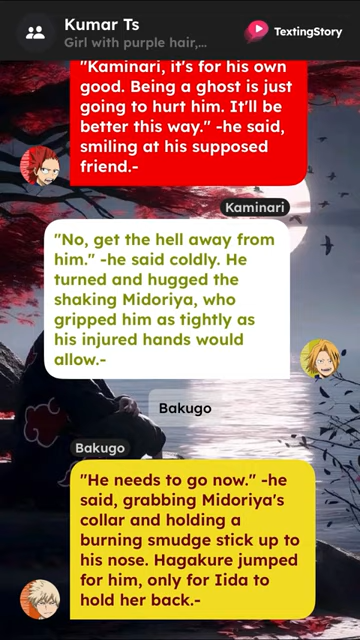 Kumar Ts
Girl with purple hair,...
TextingStory
"Kaminari, it's for his own
good. Being a ghost is just
going to hurt him. It'll be
better this way." -he said,
smiling at his supposed
friend.-
Kaminari
"No, get the hell away from
him." -he said coldly. He
turned and hugged the
shaking Midoriya, who
gripped him as tightly as
his injured hands would
allow.-
Bakugo
Bakugo
"He needs to go now." -he
said, grabbing Midoriya's
collar and holding a
burning smudge stick up to
his nose. Hagakure jumped
for him, only for Iida to
hold her back.-